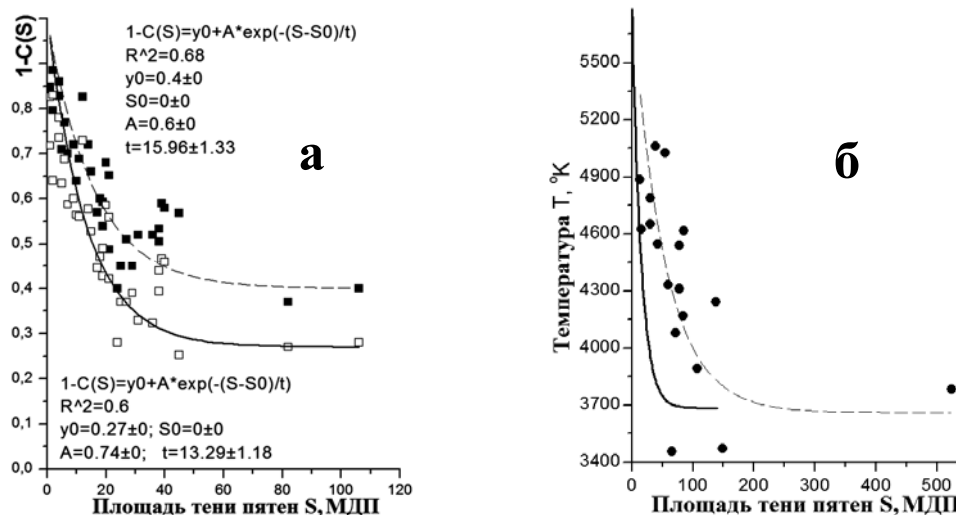 1-C(S)
1-C(S)=y0+A*exp(-(S-S0)/t)
R^2=0.68
y0=0.4±0
S0=0±0
A=0.6±0
t=15.96±1.33
а
0,8
0,7
0,6
0,5
0,4
0,3
0,2
0,1
0,0
1-C(S)=y0+A*exp(-(S-S0)/t)
R^2=0.6
y0=0.27±0; S0=0±0
A=0.74±0; t=13.29±1.18
0 20 40 60 80 100 120
Площадь тени пятен S, МДП
б
Температура T, °K
5500
5200
4900
4600
4300
4000
3700
3400
0 100 200 300 400 500
Площадь тени пятен S, МДП